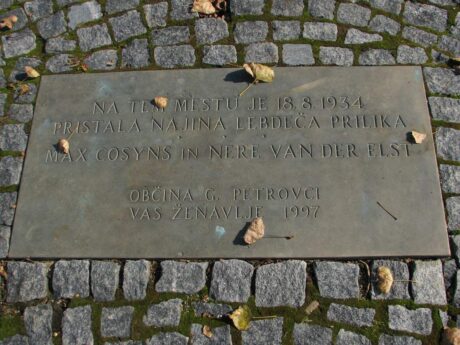 NA TEM MESTU JE 18.8.1934
PRISTALA NAJINA LEBDEČA PRILIKA
MAX COSYNS IN NERE VAN DER ELST
OBČINA G. PETROVCI
VAS ŽENAVLJE 1997